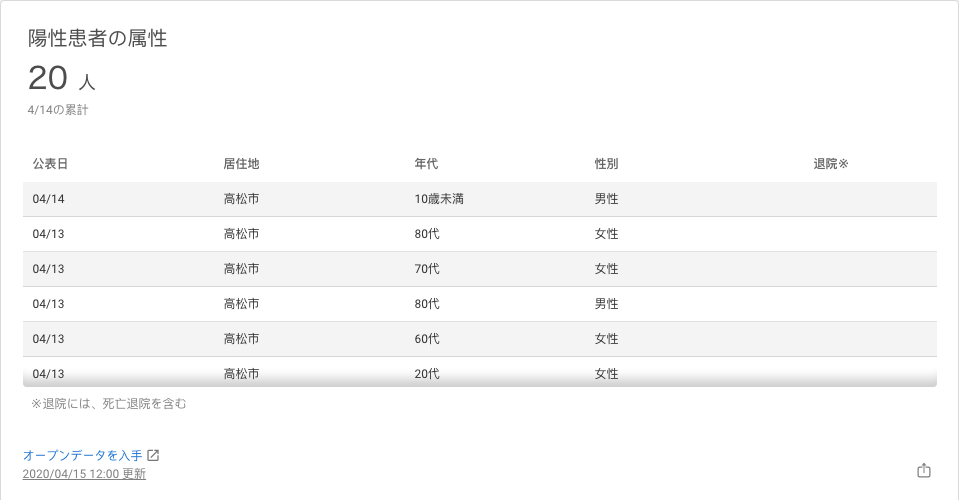 陽性患者の属性
20 人
4/14の累計
公表日 居住地 年代 性別 退院※
04/14 高松市 10歳未満 男性
04/13 高松市 80代 女性
04/13 高松市 70代 女性
04/13 高松市 80代 男性
04/13 高松市 60代 女性
04/13 高松市 20代 女性
※退院には、死亡退院を含む
オープンデータを入手
2020/04/15 12:00 更新